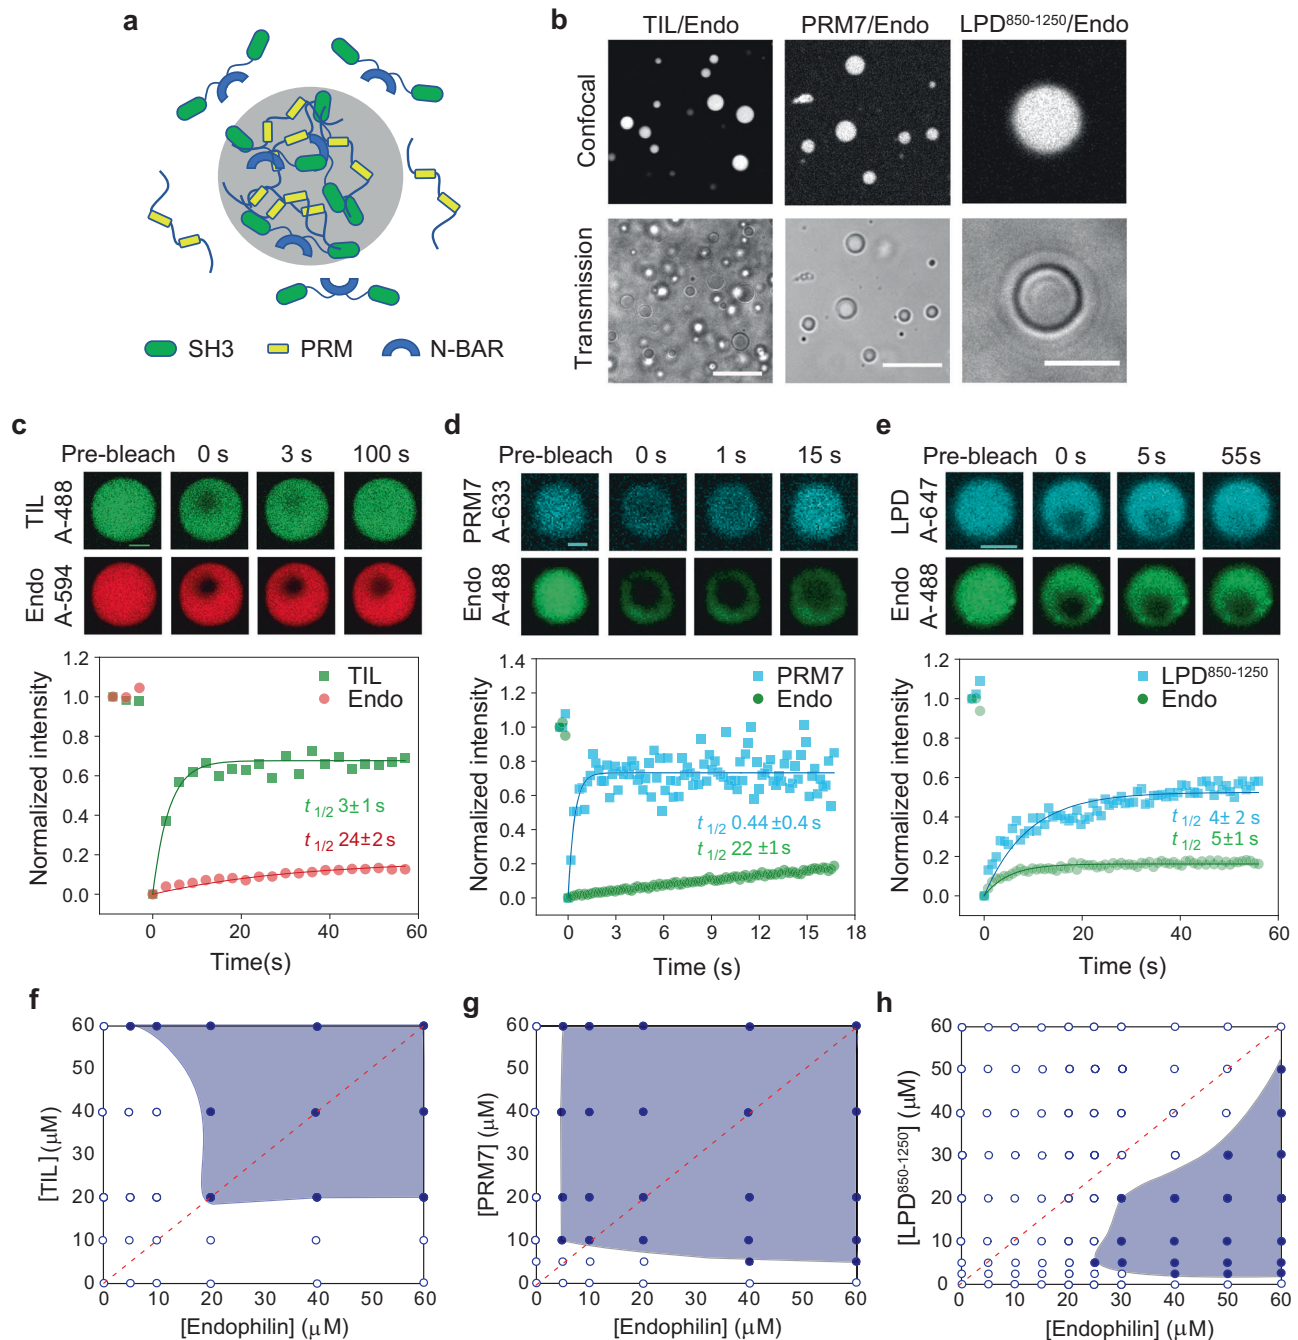 a
SH3 PRM N-BAR
b
TIL/Endo PRM7/Endo LPD850-1250/Endo
Confocal
Transmission
c
Pre-bleach 0 s 3 s 100 s
TIL
A-488
Endo
A-594
Normalized intensity
1.2
1.0
0.8
0.6
0.4
0.2
0.0
TIL
Endo
t 1/2 3±1 s
t 1/2 24±2 s
0 20 40 60
Time(s)
d
Pre-bleach 0 s 1 s 15 s
PRM7
A-633
Endo
A-488
Normalized intensity
1.4
1.2
1.0
0.8
0.6
0.4
0.2
0.0
PRM7
Endo
t 1/2 0.44±0.4 s
t 1/2 22 ±1 s
0 3 6 9 12 15 18
Time (s)
e
Pre-bleach 0 s 5 s 55s
LPD
A-647
Endo
A-488
Normalized intensity
1.2
1.0
0.8
0.6
0.4
0.2
0.0
LPD850-1250
Endo
t 1/2 4± 2 s
t 1/2 5±1 s
0 20 40 60
Time (s)
f
[TIL] (μM)
60
50
40
30
20
10
0
0 10 20 30 40 50 60
[Endophilin] (μM)
g
[PRM7] (μM)
60
50
40
30
20
10
0
0 10 20 30 40 50 60
[Endophilin] (μM)
h
[LPD850-1250] (μM)
60
50
40
30
20
10
0
0 10 20 30 40 50 60
[Endophilin] (μM)